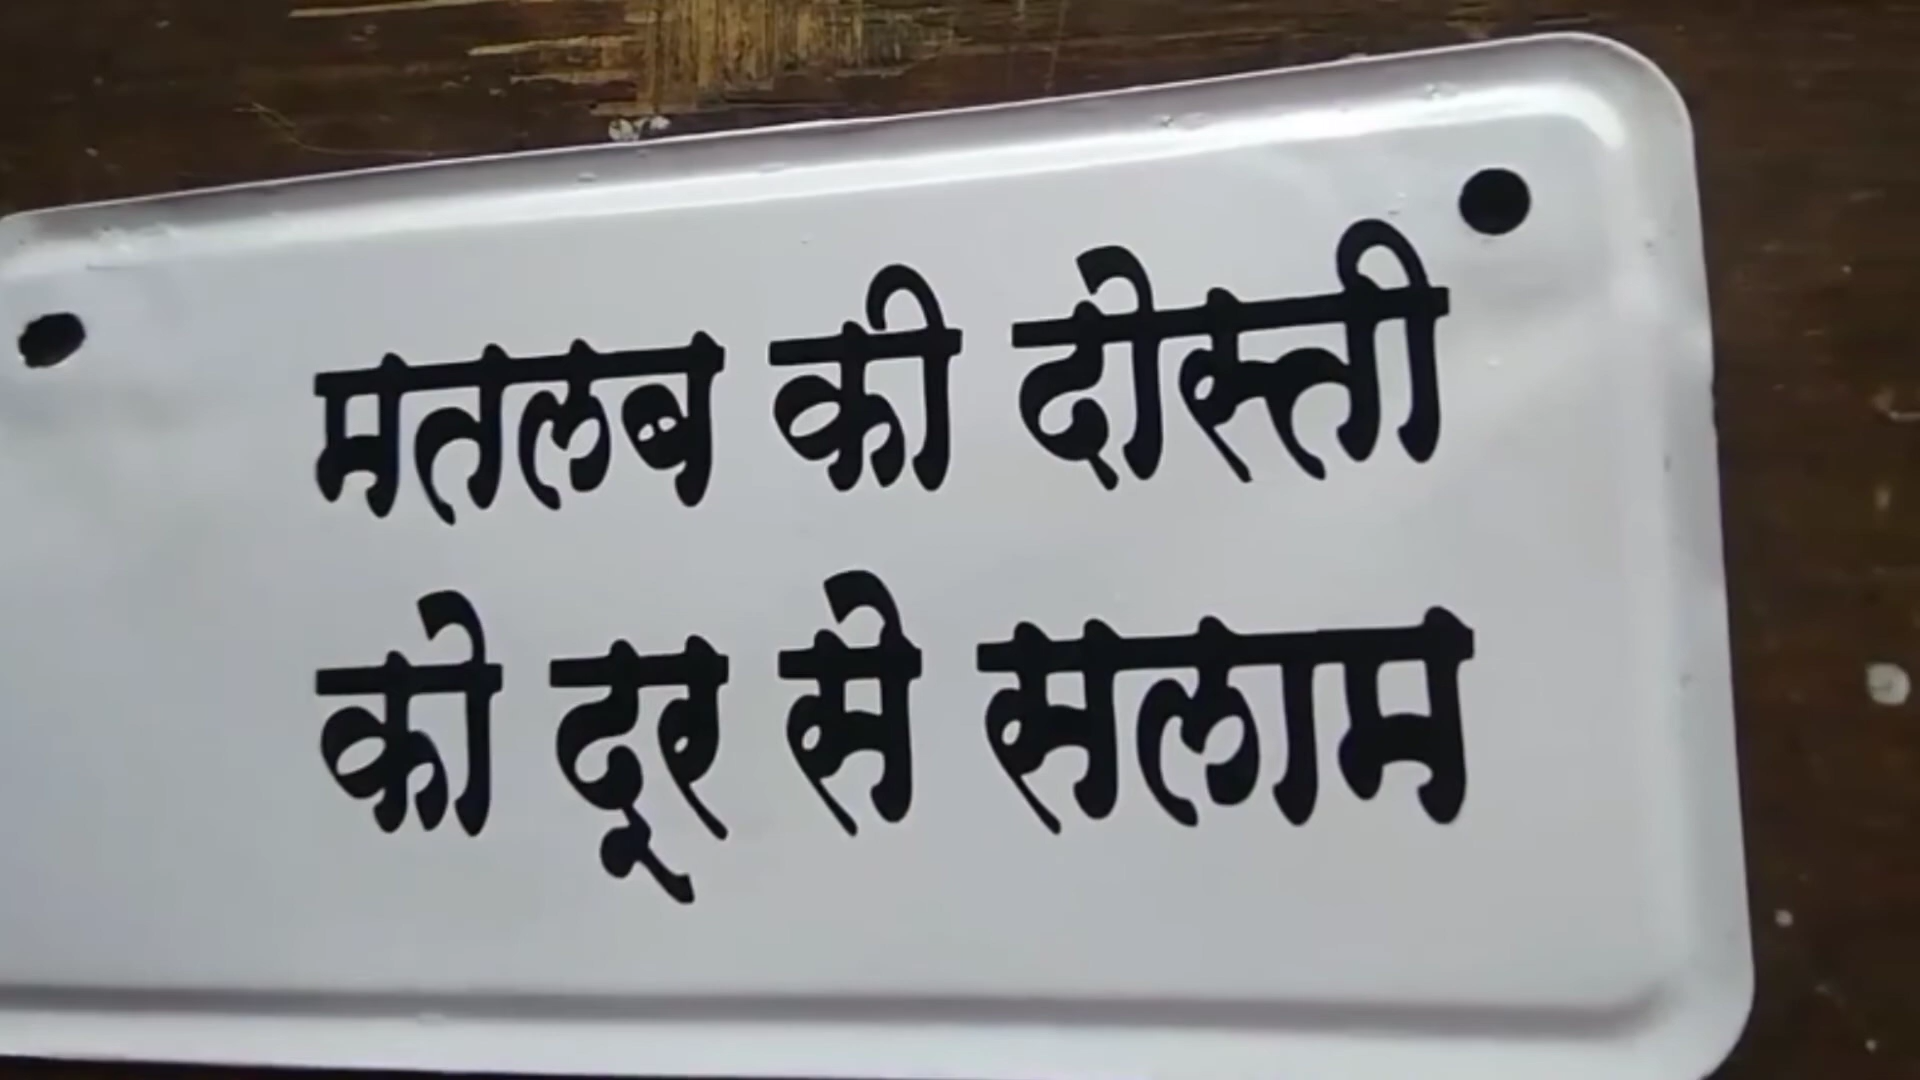 मतलब की दोस्ती
को दूर से सलाम